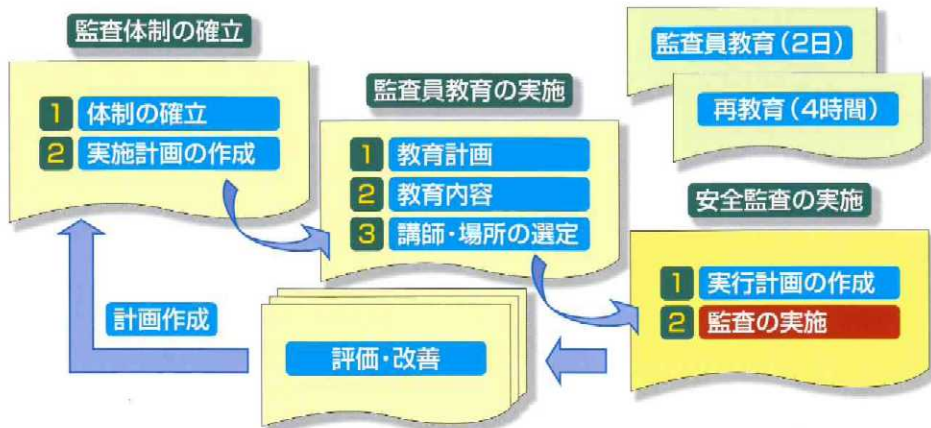 監査体制の確立
1 体制の確立
2 実施計画の作成
監査員教育の実施
1 教育計画
2 教育内容
3 講師・場所の選定
監査員教育（2日）
再教育（4時間）
安全監査の実施
1 実行計画の作成
2 監査の実施
評価・改善
計画作成